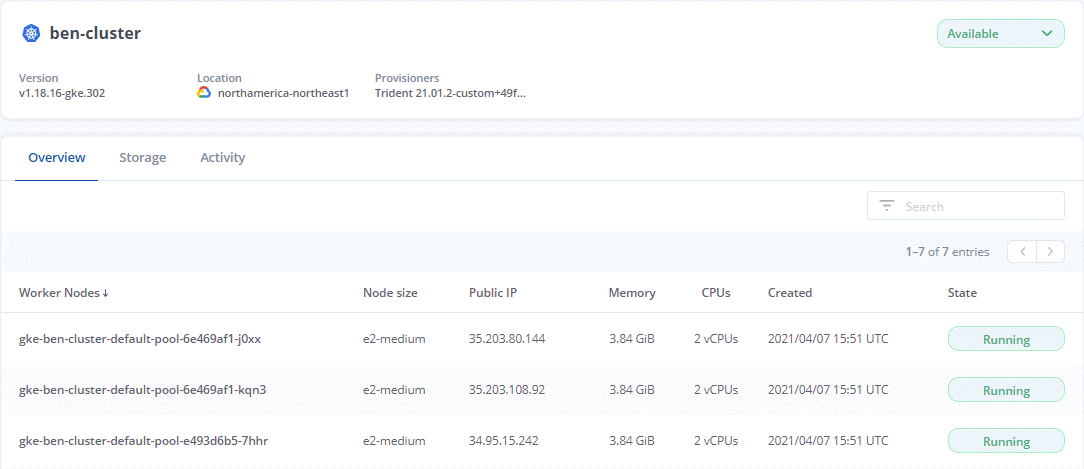 ben-cluster
Available
Version Location Provisioners
v1.18.16-gke.302 northamerica-northeast1 Trident 21.01.2-custom+49f...
Overview Storage Activity
Search
1–7 of 7 entries
Worker Nodes↓ Node size Public IP Memory CPUs Created State
gke-ben-cluster-default-pool-6e469af1-j0xx e2-medium 35.203.80.144 3.84 GiB 2 vCPUs 2021/04/07 15:51 UTC Running
gke-ben-cluster-default-pool-6e469af1-kqn3 e2-medium 35.203.108.92 3.84 GiB 2 vCPUs 2021/04/07 15:51 UTC Running
gke-ben-cluster-default-pool-e493d6b5-7hhr e2-medium 34.95.15.242 3.84 GiB 2 vCPUs 2021/04/07 15:51 UTC Running